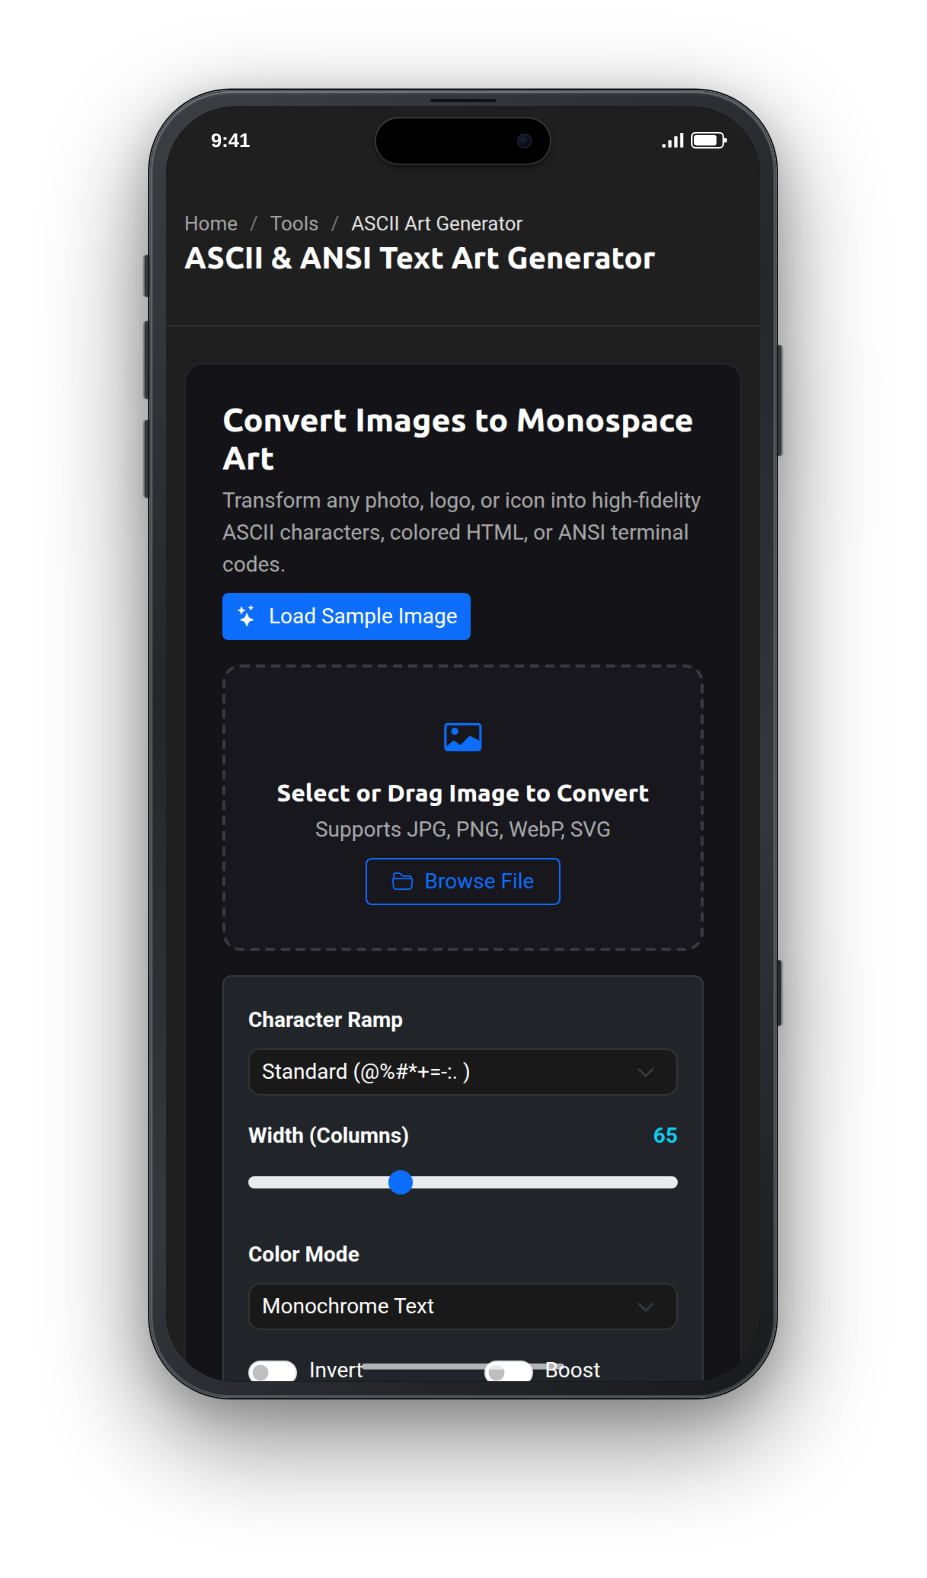 9:41
Home / Tools / ASCII Art Generator
ASCII & ANSI Text Art Generator
Convert Images to Monospace
Art
Transform any photo, logo, or icon into high-fidelity
ASCII characters, colored HTML, or ANSI terminal
codes.
Load Sample Image
Select or Drag Image to Convert
Supports JPG, PNG, WebP, SVG
Browse File
Character Ramp
Standard (@%#*+=-:. )
Width (Columns) 65
Color Mode
Monochrome Text
Invert Boost